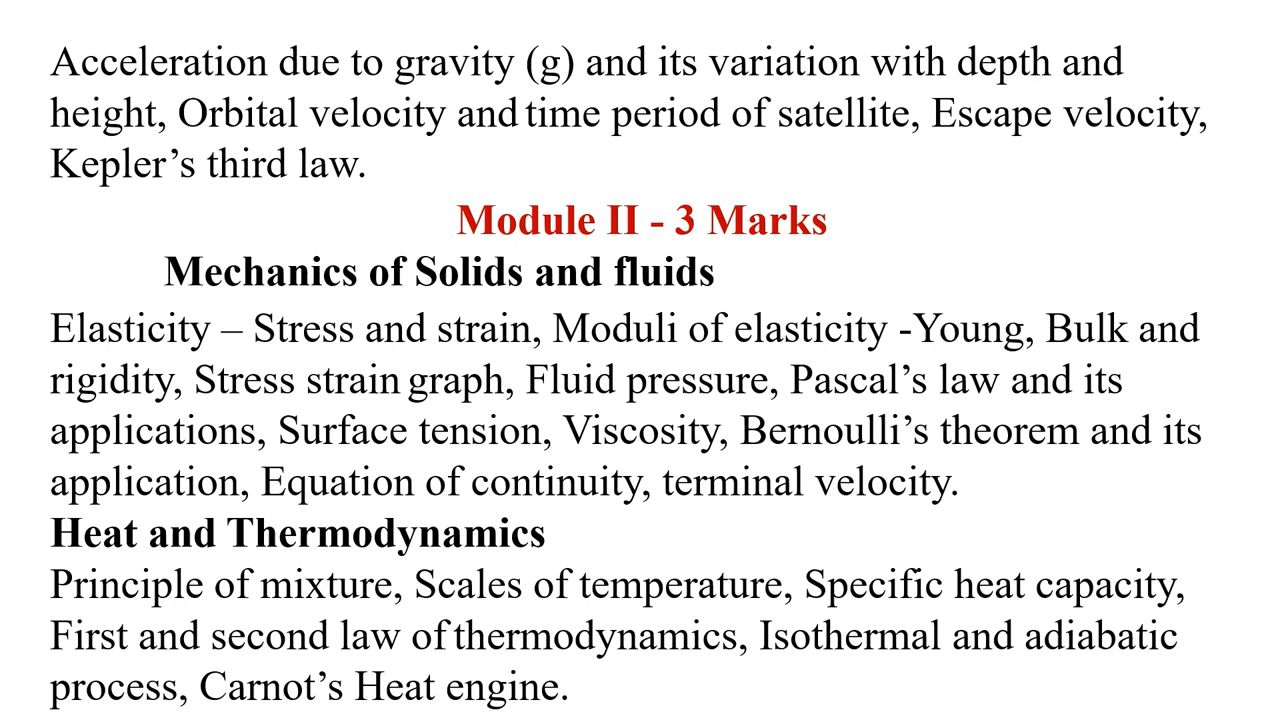 Acceleration due to gravity (g) and its variation with depth and
height, Orbital velocity and time period of satellite, Escape velocity,
Kepler’s third law.
Module II - 3 Marks
Mechanics of Solids and fluids
Elasticity – Stress and strain, Moduli of elasticity -Young, Bulk and
rigidity, Stress strain graph, Fluid pressure, Pascal’s law and its
applications, Surface tension, Viscosity, Bernoulli’s theorem and its
application, Equation of continuity, terminal velocity.
Heat and Thermodynamics
Principle of mixture, Scales of temperature, Specific heat capacity,
First and second law of thermodynamics, Isothermal and adiabatic
process, Carnot’s Heat engine.